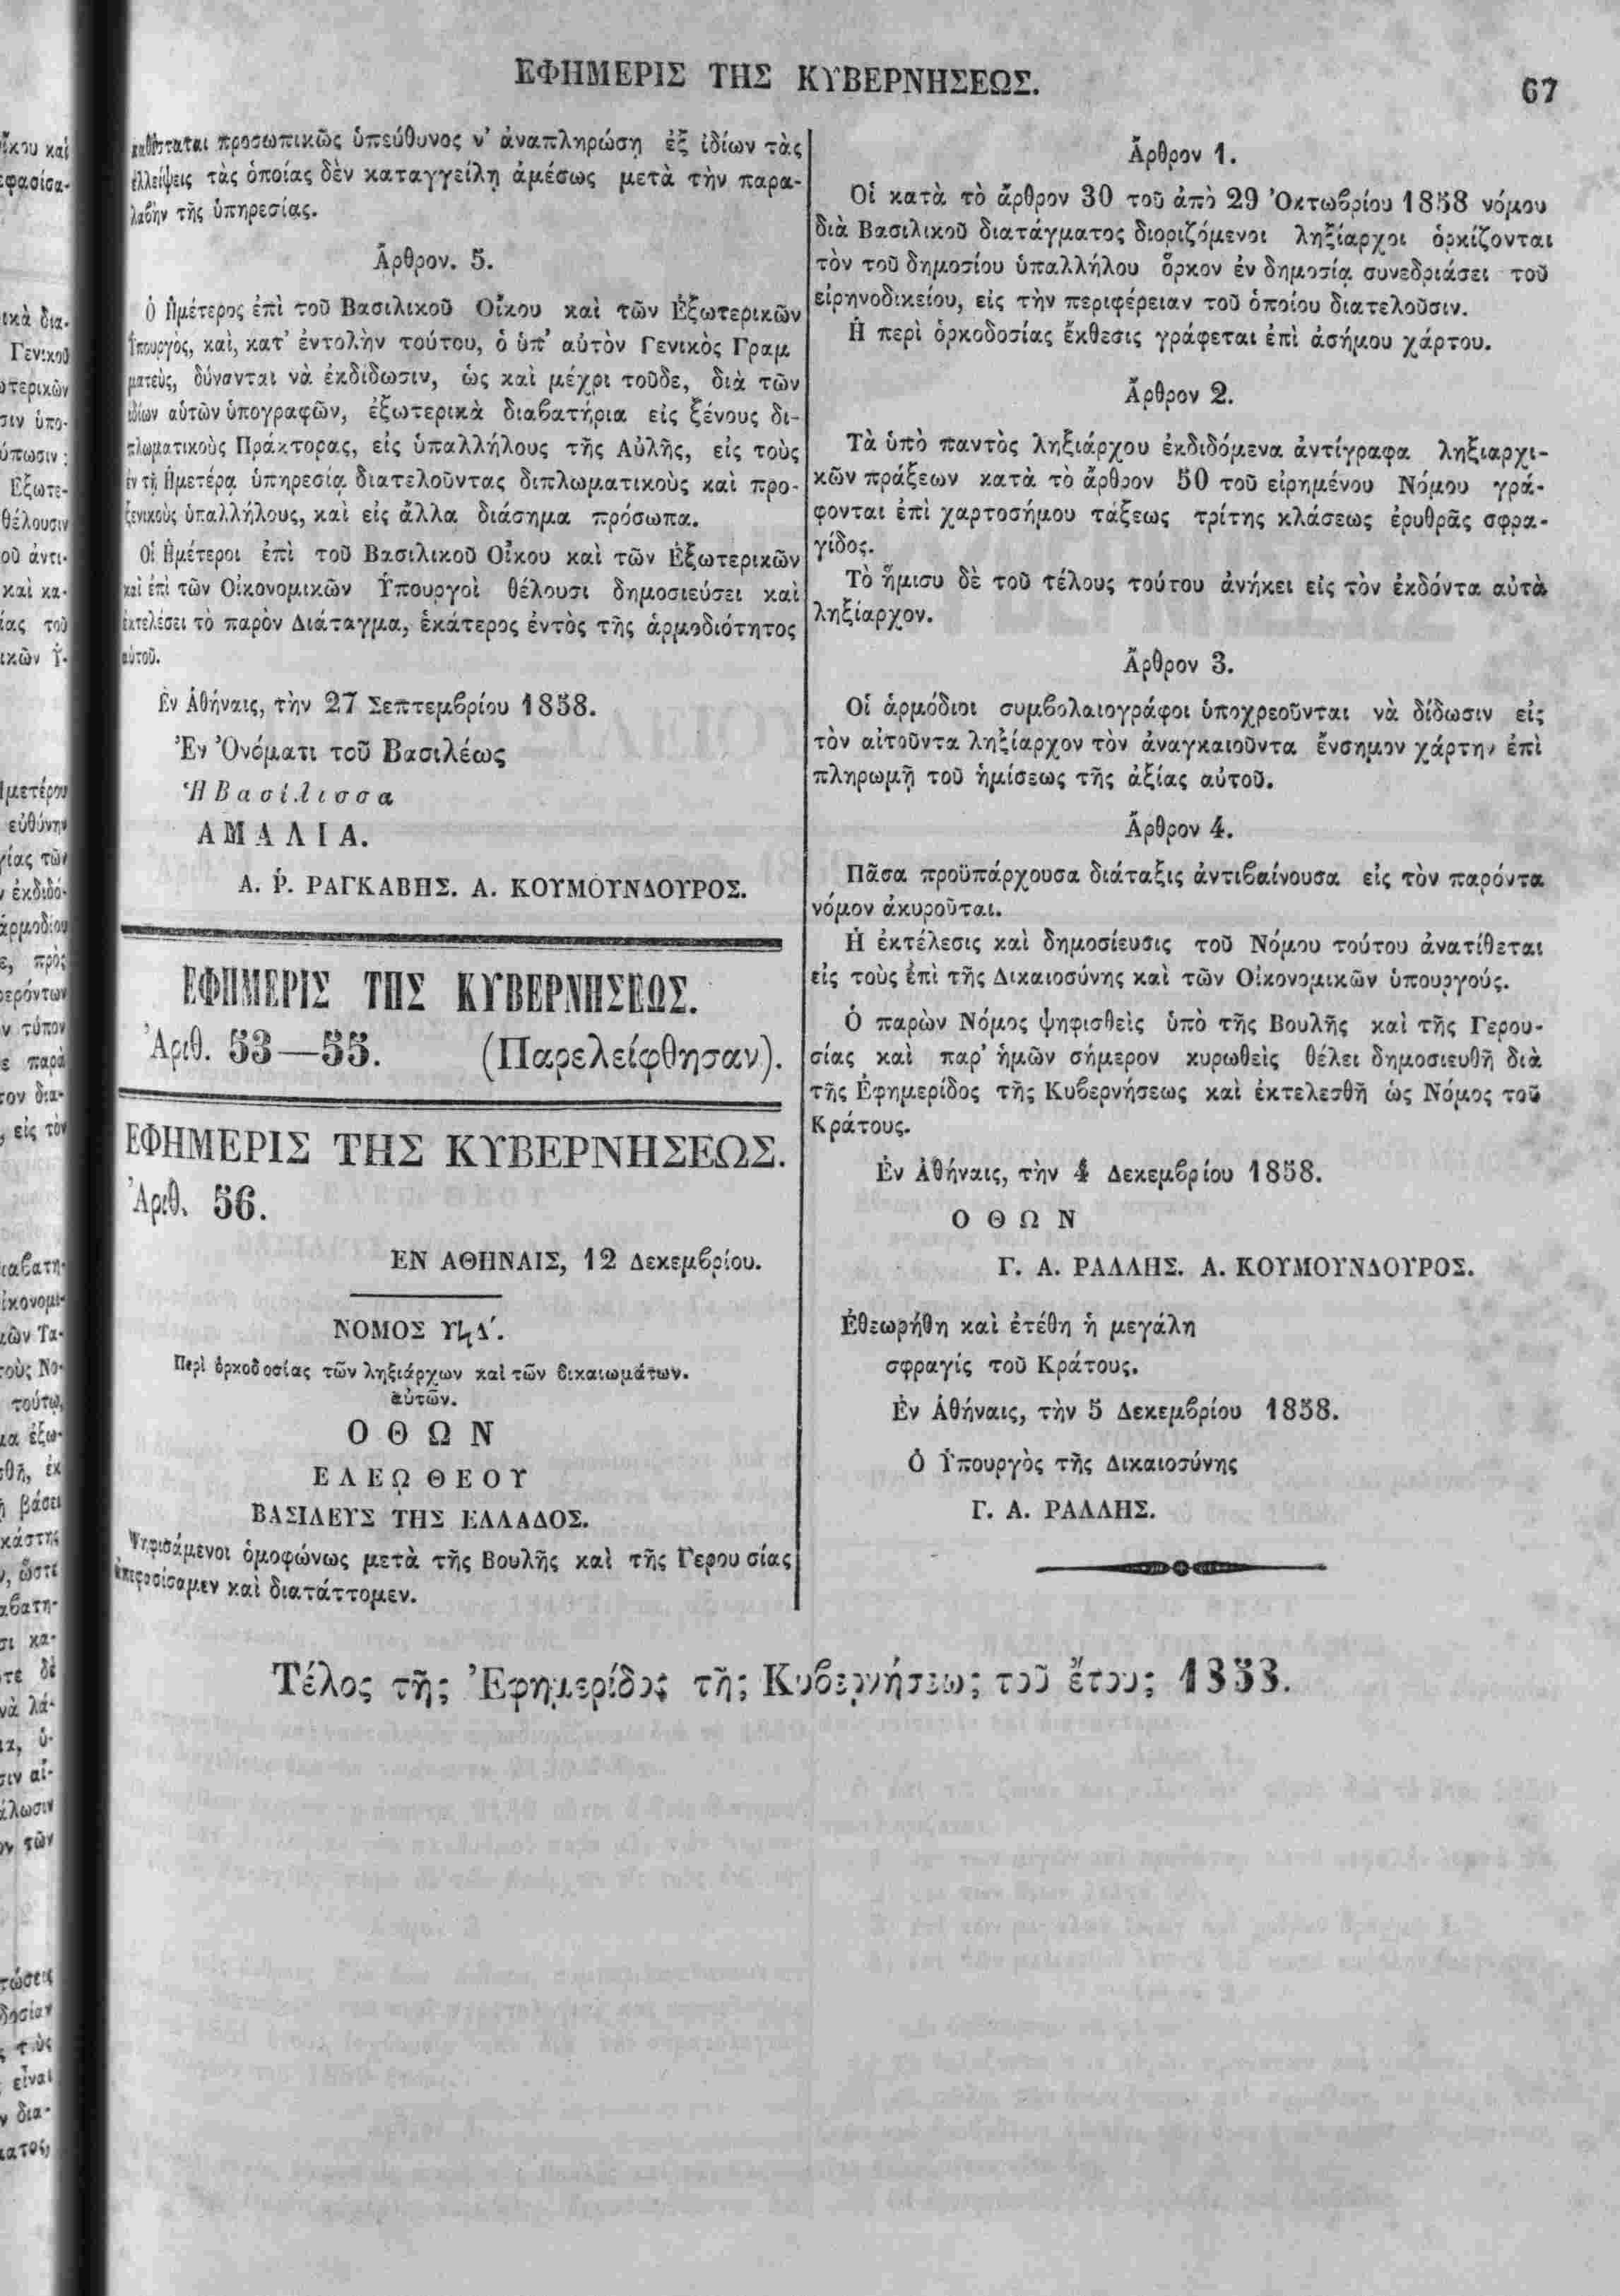 ΕΦΗΜΕΡΙΣ ΤΗΣ ΚΥΒΕΡΝΗΣΕΩΣ.
67
καθίσταται προσωπικῶς ὑπεύθυνος ν' ἀναπληρώσῃ ἐξ ἰδίων τὰς
ἐλλείψεις τὰς ὁποίας δὲν καταγγείλῃ ἀμέσως μετὰ τὴν παρα-
λαβὴν τῆς ὑπηρεσίας.
Ἄρθρον. 5.
Ὁ Ἡμέτερος ἐπὶ τοῦ Βασιλικοῦ Οἴκου καὶ τῶν Ἐξωτερικῶν
Ὑπουργός, καὶ, κατ' ἐντολὴν τούτου, ὁ ὑπ' αὐτὸν Γενικὸς Γραμ
ματεὺς, δύνανται νὰ ἐκδίδωσιν, ὡς καὶ μέχρι τοῦδε, διὰ τῶν
ἰδίων αὐτῶν ὑπογραφῶν, ἐξωτερικὰ διαβατήρια εἰς ξένους δι-
πλωματικοὺς Πράκτορας, εἰς ὑπαλλήλους τῆς Αὐλῆς, εἰς τοὺς
ἐν τῇ Ἡμετέρᾳ ὑπηρεσίᾳ διατελοῦντας διπλωματικοὺς καὶ προ-
ξενικοὺς ὑπαλλήλους, καὶ εἰς ἄλλα διάσημα πρόσωπα.
Οἱ Ἡμέτεροι ἐπὶ τοῦ Βασιλικοῦ Οἴκου καὶ τῶν Ἐξωτερικῶν
καὶ ἐπὶ τῶν Οἰκονομικῶν Ὑπουργοὶ θέλουσι δημοσιεύσει καὶ
ἐκτελέσει τὸ παρὸν Διάταγμα, ἑκάτερος ἐντὸς τῆς ἁρμοδιότητος
αὑτοῦ.
Ἐν Ἀθήναις, τὴν 27 Σεπτεμβρίου 1858.
Ἐν Ὀνόματι τοῦ Βασιλέως
Ἡ Βασίλισσα
ΑΜΑΛΙΑ.
Α. Ῥ. ΡΑΓΚΑΒΗΣ. Α. ΚΟΥΜΟΥΝΔΟΥΡΟΣ.
ΕΦΗΜΕΡΙΣ ΤΗΣ ΚΥΒΕΡΝΗΣΕΩΣ.
Ἀριθ. 53—55. (Παρελείφθησαν).
ΕΦΗΜΕΡΙΣ ΤΗΣ ΚΥΒΕΡΝΗΣΕΩΣ.
Ἀριθ. 56.
ΕΝ ΑΘΗΝΑΙΣ, 12 Δεκεμβρίου.
ΝΟΜΟΣ ΥϞΔ΄.
Περὶ ὁρκοδοσίας τῶν ληξιάρχων καὶ τῶν δικαιωμάτων.
αὐτῶν.
ΟΘΩΝ
ΕΛΕῼ ΘΕΟΥ
ΒΑΣΙΛΕΥΣ ΤΗΣ ΕΛΛΑΔΟΣ.
Ψηφισάμενοι ὁμοφώνως μετὰ τῆς Βουλῆς καὶ τῆς Γερου σίας
ἀπεφασίσαμεν καὶ διατάττομεν.
Ἄρθρον 1.
Οἱ κατὰ τὸ ἄρθρον 30 τοῦ ἀπὸ 29 Ὀκτωβρίου 1858 νόμου
διὰ Βασιλικοῦ διατάγματος διοριζόμενοι ληξίαρχοι ὁρκίζονται
τὸν τοῦ δημοσίου ὑπαλλήλου ὅρκον ἐν δημοσίᾳ συνεδριάσει τοῦ
εἰρηνοδικείου, εἰς τὴν περιφέρειαν τοῦ ὁποίου διατελοῦσιν.
Ἡ περὶ ὁρκοδοσίας ἔκθεσις γράφεται ἐπὶ ἀσήμου χάρτου.
Ἄρθρον 2.
Τὰ ὑπὸ παντὸς ληξιάρχου ἐκδιδόμενα ἀντίγραφα ληξιαρχι-
κῶν πράξεων κατὰ τὸ ἄρθρον 50 τοῦ εἰρημένου Νόμου γρά-
φονται ἐπὶ χαρτοσήμου τάξεως τρίτης κλάσεως ἐρυθρᾶς σφρα-
γίδος.
Τὸ ἥμισυ δὲ τοῦ τέλους τούτου ἀνήκει εἰς τὸν ἐκδόντα αὐτὰ
ληξίαρχον.
Ἄρθρον 3.
Οἱ ἁρμόδιοι συμβολαιογράφοι ὑποχρεοῦνται νὰ δίδωσιν εἰς
τὸν αἰτοῦντα ληξίαρχον τὸν ἀναγκαιοῦντα ἔνσημον χάρτην ἐπὶ
πληρωμῇ τοῦ ἡμίσεως τῆς ἀξίας αὐτοῦ.
Ἄρθρον 4.
Πᾶσα προϋπάρχουσα διάταξις ἀντιβαίνουσα εἰς τὸν παρόντα
νόμον ἀκυροῦται.
Ἡ ἐκτέλεσις καὶ δημοσίευσις τοῦ Νόμου τούτου ἀνατίθεται
εἰς τοὺς ἐπὶ τῆς Δικαιοσύνης καὶ τῶν Οἰκονομικῶν ὑπουργούς.
Ὁ παρὼν Νόμος ψηφισθεὶς ὑπὸ τῆς Βουλῆς καὶ τῆς Γερου-
σίας καὶ παρ' ἡμῶν σήμερον κυρωθεὶς θέλει δημοσιευθῆ διὰ
τῆς Ἐφημερίδος τῆς Κυβερνήσεως καὶ ἐκτελεσθῆ ὡς Νόμος τοῦ
Κράτους.
Ἐν Ἀθήναις, τὴν 4 Δεκεμβρίου 1858.
ΟΘΩΝ
Γ. Α. ΡΑΛΛΗΣ. Α. ΚΟΥΜΟΥΝΔΟΥΡΟΣ.
Ἐθεωρήθη καὶ ἐτέθη ἡ μεγάλη
σφραγὶς τοῦ Κράτους.
Ἐν Ἀθήναις, τὴν 5 Δεκεμβρίου 1858.
Ὁ Ὑπουργὸς τῆς Δικαιοσύνης
Γ. Α. ΡΑΛΛΗΣ.
Τέλος τῆς Ἐφημερίδος τῆς Κυβερνήσεως τοῦ ἔτους 1858.